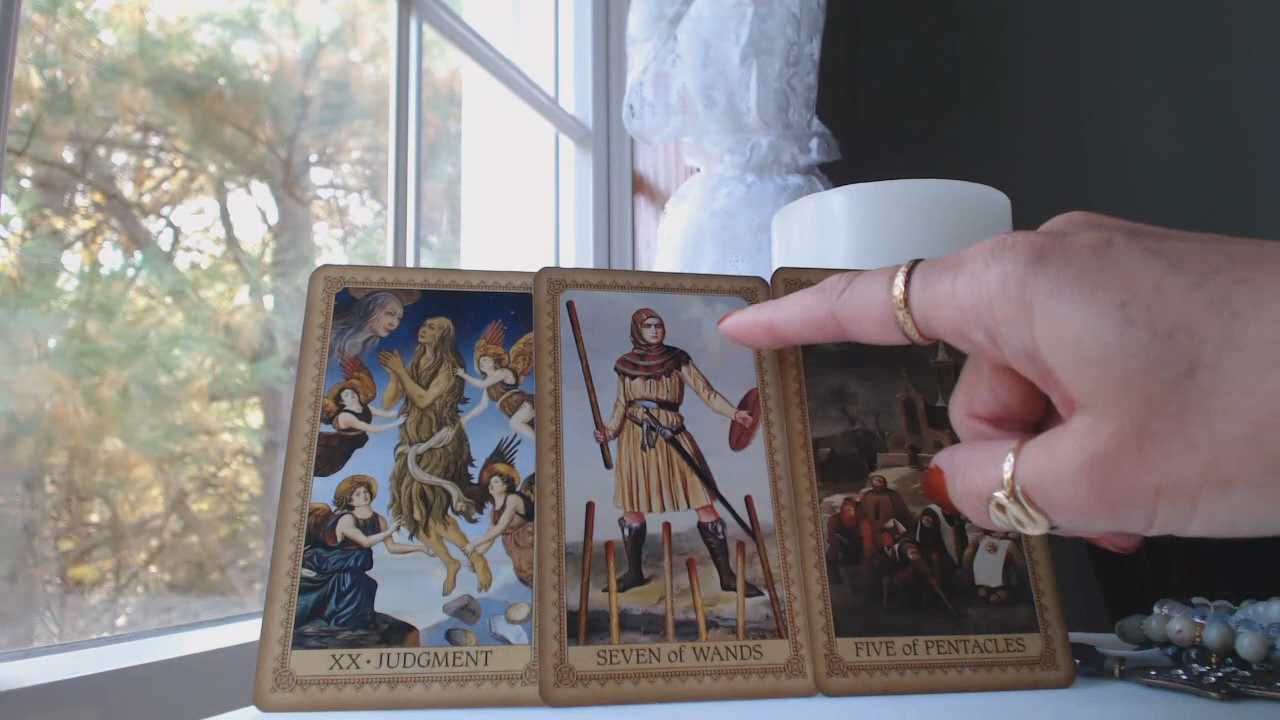 XX • JUDGMENT
SEVEN of WANDS
FIVE of PENTACLES